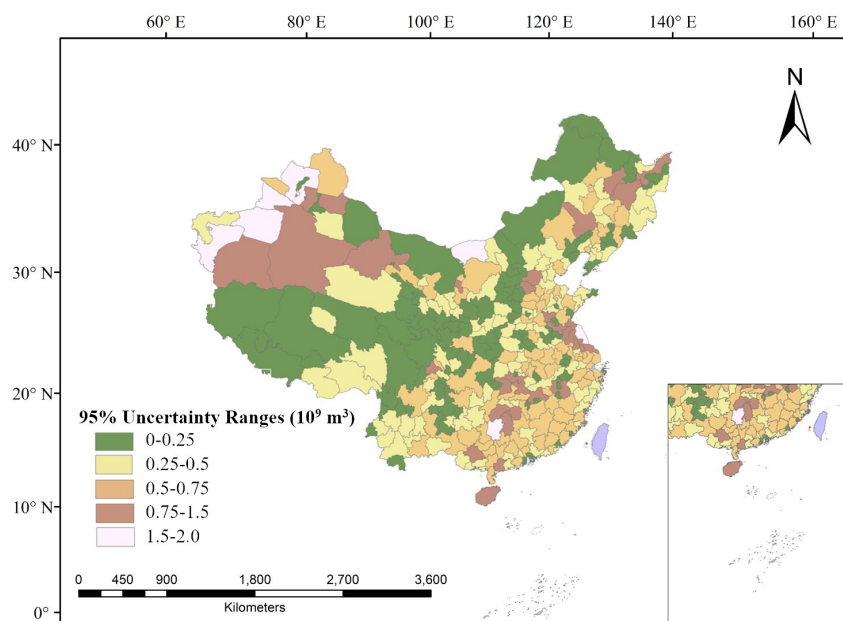 60° E 80° E 100° E 120° E 140° E 160° E
N
40° N
30° N
20° N
10° N
0°
95% Uncertainty Ranges (10⁹ m³)
0-0.25
0.25-0.5
0.5-0.75
0.75-1.5
1.5-2.0
0 450 900 1,800 2,700 3,600
Kilometers